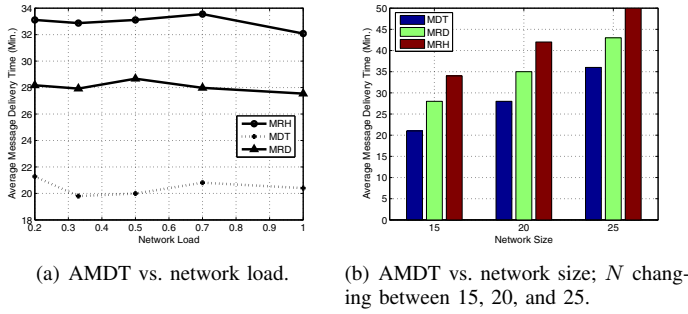 34
32
30
28
26
24
22
20
18
Average Message Delivery Time (Min.)
MRH
MDT
MRD
0.2 0.3 0.4 0.5 0.6 0.7 0.8 0.9 1
Network Load
(a) AMDT vs. network load.
50
45
40
35
30
25
20
15
10
5
0
Average Message Delivery Time (Min.)
MDT
MRD
MRH
15 20 25
Network Size
(b) AMDT vs. network size; N chang-
ing between 15, 20, and 25.